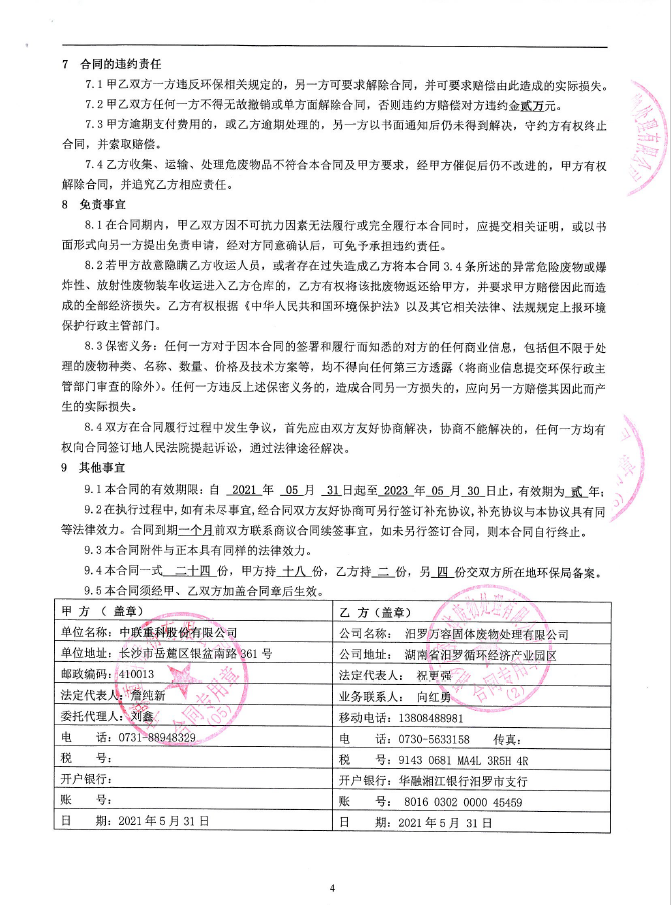 7 合同的违约责任
7.1 甲乙双方一方违反环保相关规定的，另一方可要求解除合同，并可要求赔偿由此造成的实际损失。
7.2 甲乙双方任何一方不得无故撤销或单方面解除合同，否则违约方赔偿对方违约金贰万元。
7.3 甲方逾期支付费用的，或乙方逾期处理的，另一方以书面通知后仍未得到解决，守约方有权终止
合同，并索取赔偿。
7.4 乙方收集、运输、处理危废物品不符合本合同及甲方要求，经甲方催促后仍不改进的，甲方有权
解除合同，并追究乙方相应责任。
8 免责事宜
8.1 在合同期内，甲乙双方因不可抗力因素无法履行或完全履行本合同时，应提交相关证明，或以书
面形式向另一方提出免责申请，经对方同意确认后，可免予承担违约责任。
8.2 若甲方故意隐瞒乙方收运人员，或者存在过失造成乙方将本合同 3.4 条所述的异常危险废物或爆
炸性、放射性废物装车收运进入乙方仓库的，乙方有权将该批废物返还给甲方，并要求甲方赔偿因此而造
成的全部经济损失。乙方有权根据《中华人民共和国环境保护法》以及其它相关法律、法规规定上报环境
保护行政主管部门。
8.3 保密义务：任何一方对于因本合同的签署和履行而知悉的对方的任何商业信息，包括但不限于处
理的废物种类、名称、数量、价格及技术方案等，均不得向任何第三方透露（将商业信息提交环保行政主
管部门审查的除外）。任何一方违反上述保密义务的，造成合同另一方损失的，应向另一方赔偿其因此而产
生的实际损失。
8.4 双方在合同履行过程中发生争议，首先应由双方友好协商解决，协商不能解决的，任何一方均有
权向合同签订地人民法院提起诉讼，通过法律途径解决。
9 其他事宜
9.1 本合同的有效期限：自 2021 年 05 月 31 日起至 2023 年 05 月 30 日止，有效期为 贰 年；
9.2 在执行过程中，如有未尽事宜，经合同双方友好协商可另行签订补充协议，补充协议与本协议具有同
等法律效力。合同到期一个月前双方联系商议合同续签事宜，如未另行签订合同，则本合同自行终止。
9.3 本合同附件与正本具有同样的法律效力。
9.4 本合同一式 二十四 份，甲方持 十八 份，乙方持 二 份，另 四 份交双方所在地环保局备案。
9.5 本合同须经甲、乙双方加盖合同章后生效。
甲 方（ 盖章）
单位名称：中联重科股份有限公司
单位地址：长沙市岳麓区银盆南路 361 号
邮政编码：410013
法定代表人：詹纯新
委托代理人：刘鑫
电 话：0731-88948329
税 号：
开户银行：
账 号：
日 期：2021 年 5 月 31 日
乙 方（盖章）
公司名称： 汨罗万容固体废物处理有限公司
公司地址： 湖南省汨罗循环经济产业园区
法定代表人： 祝更强
业务联系人： 向红勇
移动电话：13808488981
电 话：0730-5633158 传真：
税 号：9143 0681 MA4L 3R5H 4R
开户银行：华融湘江银行汨罗市支行
账 号： 8016 0302 0000 45459
日 期：2021 年 5 月 31 日
合同专用章
(05)
合同专用章
(2)
4